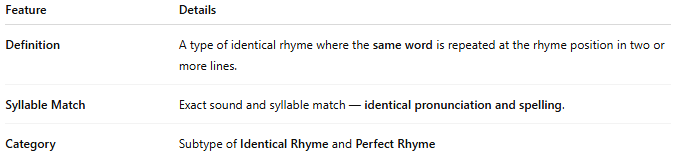 Feature Details
Definition A type of identical rhyme where the same word is repeated at the rhyme position in two or
more lines.
Syllable Match Exact sound and syllable match — identical pronunciation and spelling.
Category Subtype of Identical Rhyme and Perfect Rhyme